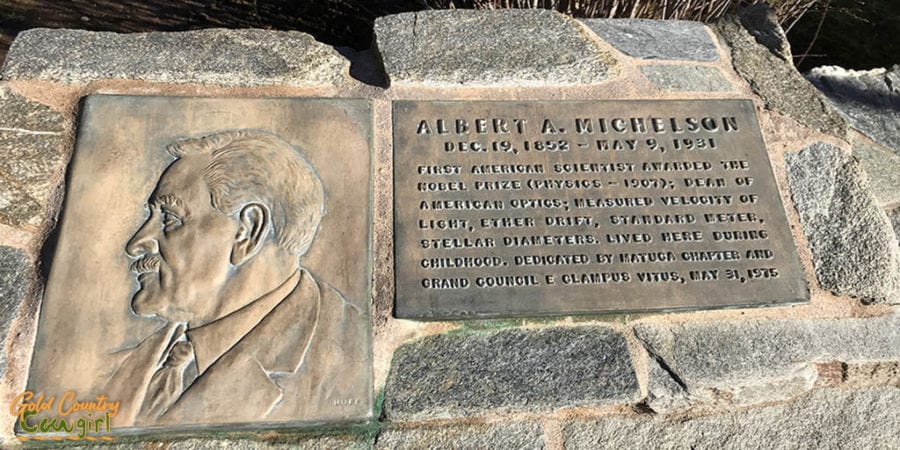 ALBERT A. MICHELSON
DEC. 19, 1852 – MAY 9, 1931
FIRST AMERICAN SCIENTIST AWARDED THE
NOBEL PRIZE (PHYSICS – 1907); DEAN OF
AMERICAN OPTICS; MEASURED VELOCITY OF
LIGHT, ETHER DRIFT, STANDARD METER,
STELLAR DIAMETERS. LIVED HERE DURING
CHILDHOOD. DEDICATED BY MATUCA CHAPTER AND
GRAND COUNCIL E CLAMPUS VITUS, MAY 31, 1975
HUFF
Gold Country
Cowgirl